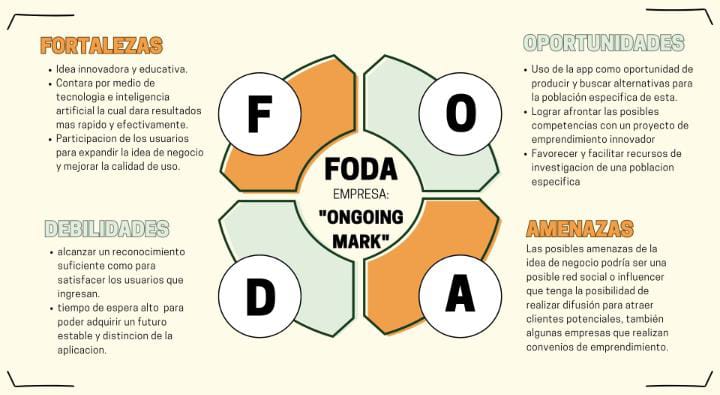 FORTALEZAS
• Idea innovadora y educativa.
• Contara por medio de
tecnologia e inteligencia
artificial la cual dara resultados
mas rapido y efectivamente.
• Participacion de los usuarios
para expandir la idea de negocio
y mejorar la calidad de uso.
OPORTUNIDADES
• Uso de la app como oportunidad de
producir y buscar alternativas para
la población especifica de esta.
• Lograr afrontar las posibles
competencias con un proyecto de
emprendimiento innovador
• Favorecer y facilitar recursos de
investigacion de una poblacion
especifica
F
O
FODA
EMPRESA:
"ONGOING
MARK"
D
A
DEBILIDADES
• alcanzar un reconocimiento
suficiente como para
satisfacer los usuarios que
ingresan.
• tiempo de espera alto para
poder adquirir un futuro
estable y distincion de la
aplicacion.
AMENAZAS
Las posibles amenazas de la
idea de negocio podría ser una
posible red social o influencer
que tenga la posibilidad de
realizar difusión para atraer
clientes potenciales, también
algunas empresas que realizan
convenios de emprendimiento.